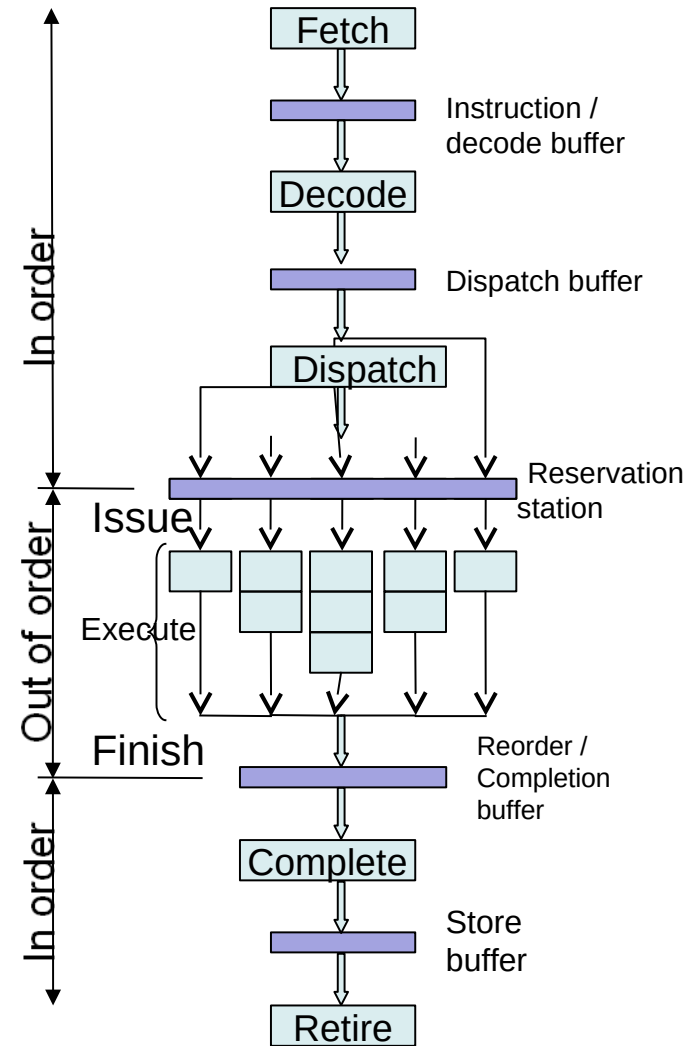 Fetch
Instruction /
decode buffer
Decode
In order
Dispatch buffer
Dispatch
Reservation
station
Issue
Out of order
Execute
Finish
Reorder /
Completion
buffer
In order
Complete
Store
buffer
Retire